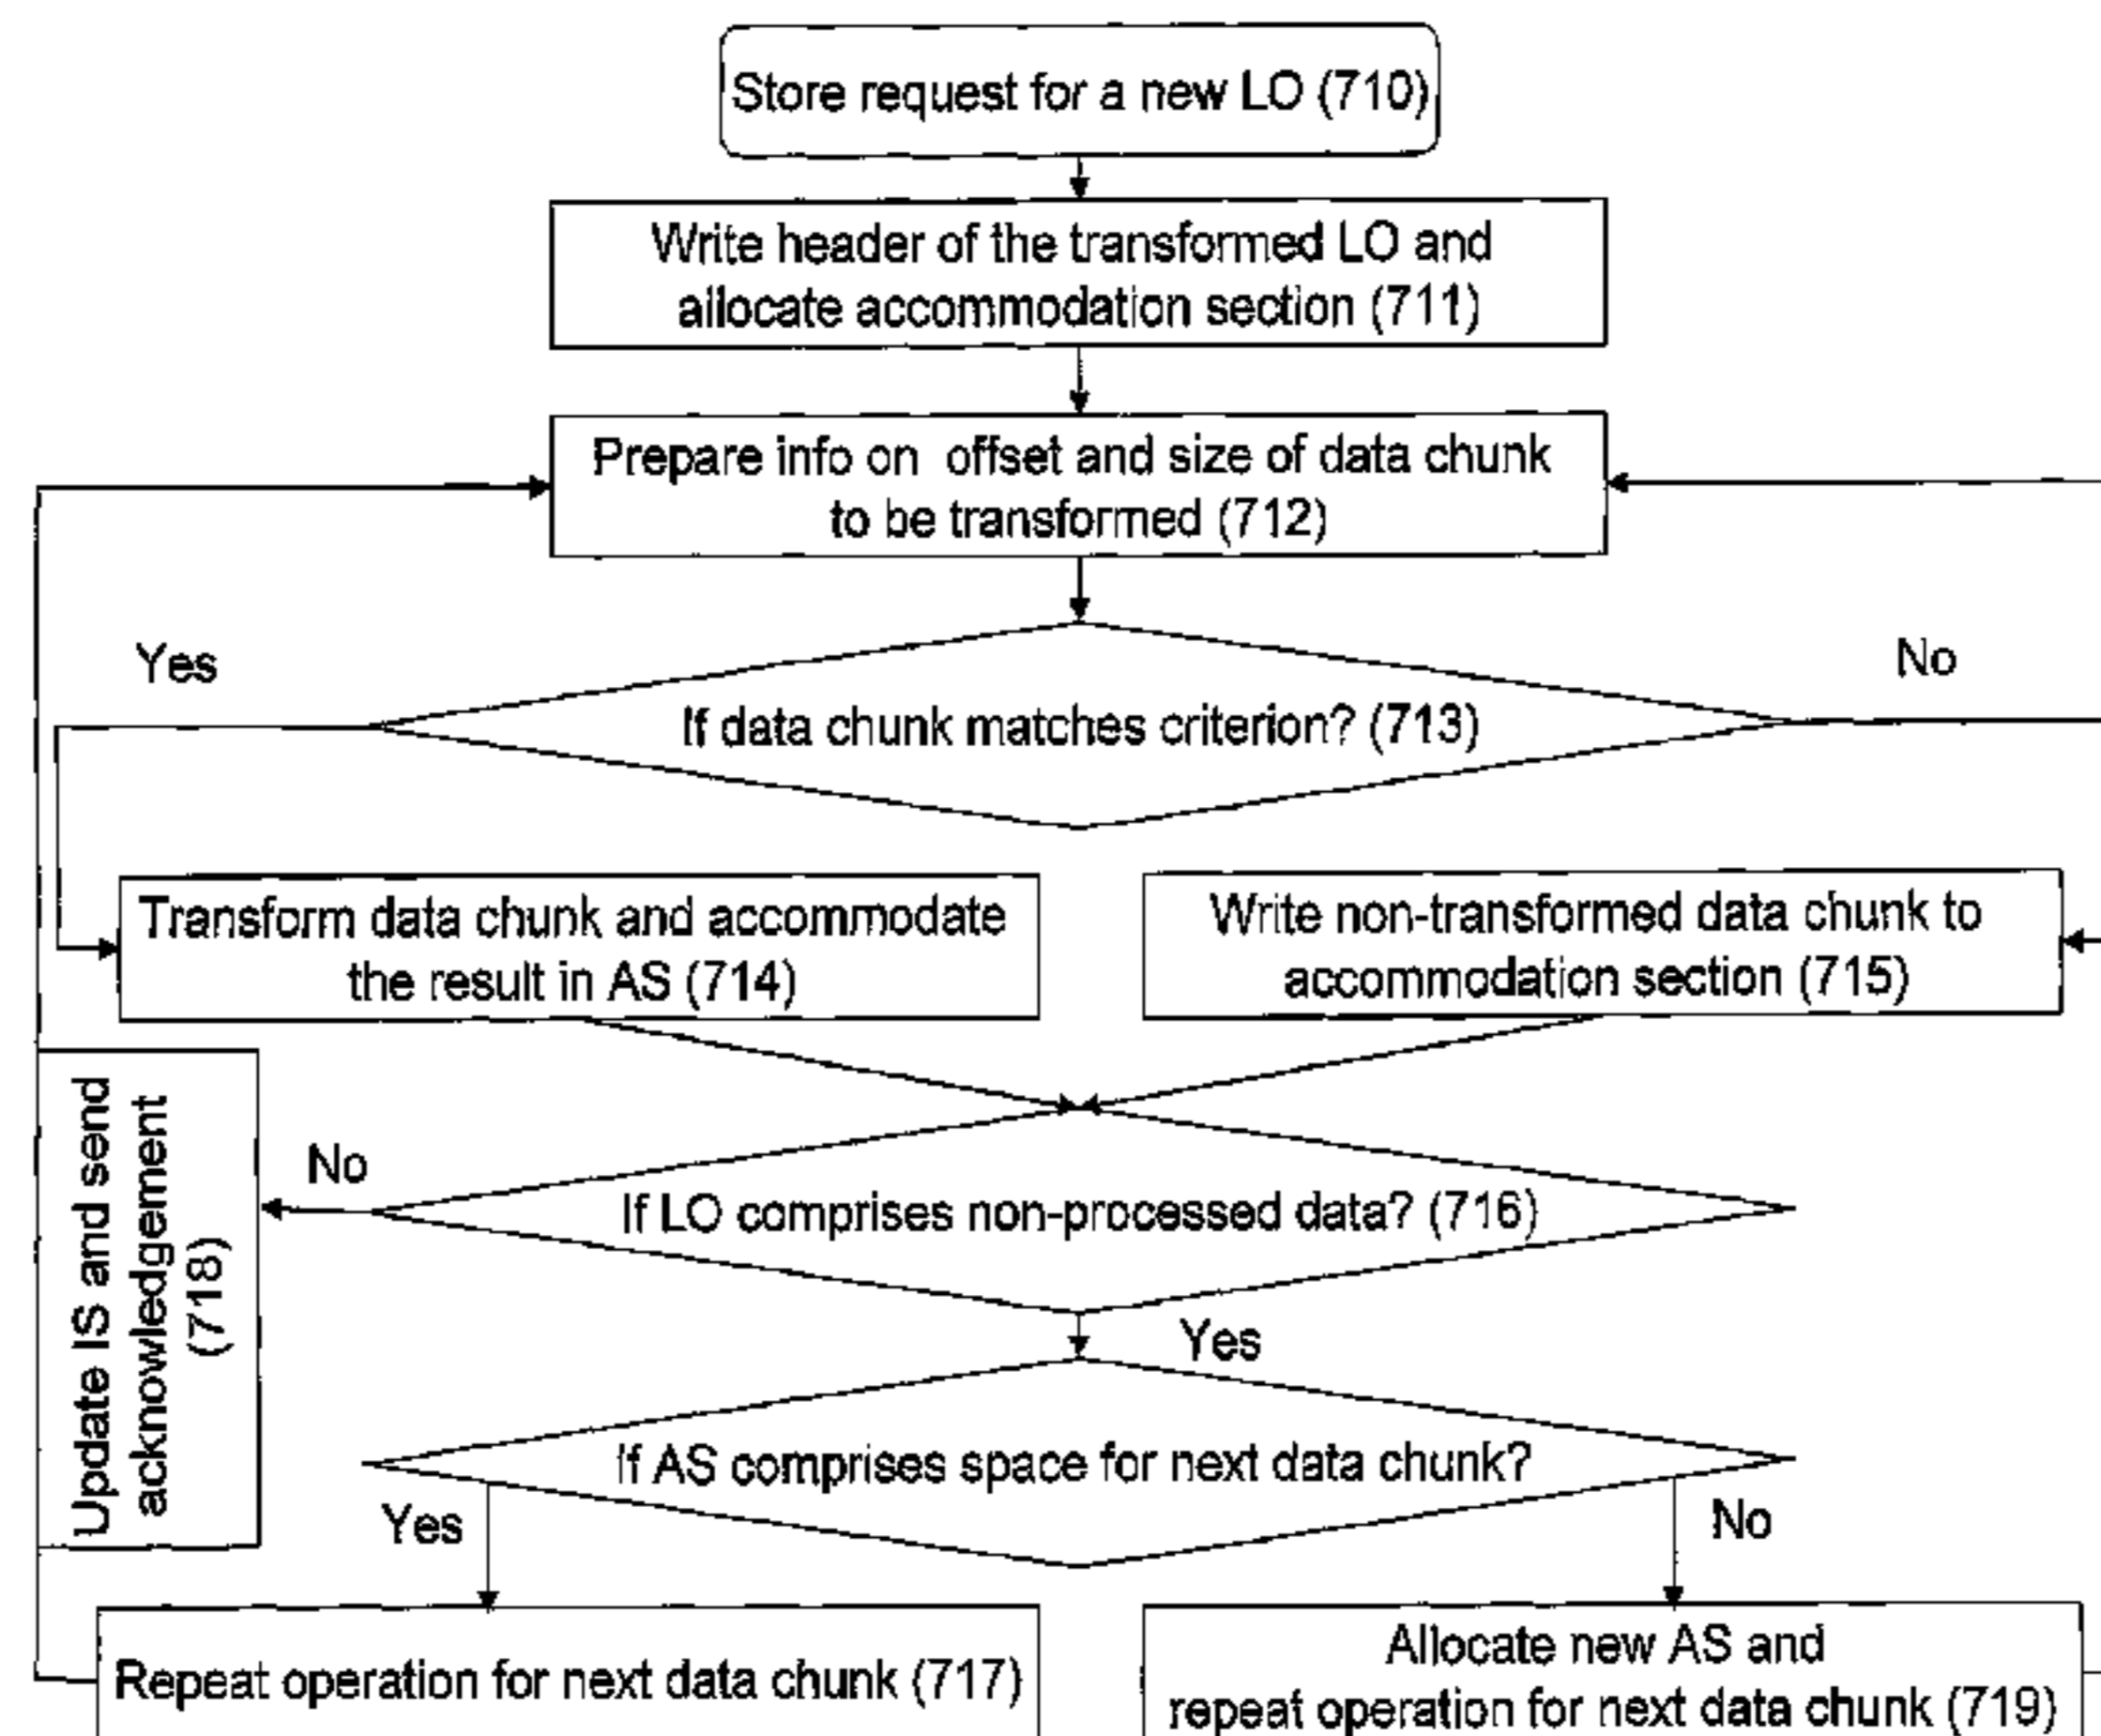 Store request for a new LO (710)
Write header of the transformed LO and
allocate accommodation section (711)
Prepare info on offset and size of data chunk
to be transformed (712)
Yes
No
If data chunk matches criterion? (713)
Transform data chunk and accommodate
the result in AS (714)
Write non-transformed data chunk to
accommodation section (715)
Update IS and send
acknowledgement
(718)
No
If LO comprises non-processed data? (716)
Yes
If AS comprises space for next data chunk?
Yes
No
Repeat operation for next data chunk (717)
Allocate new AS and
repeat operation for next data chunk (719)